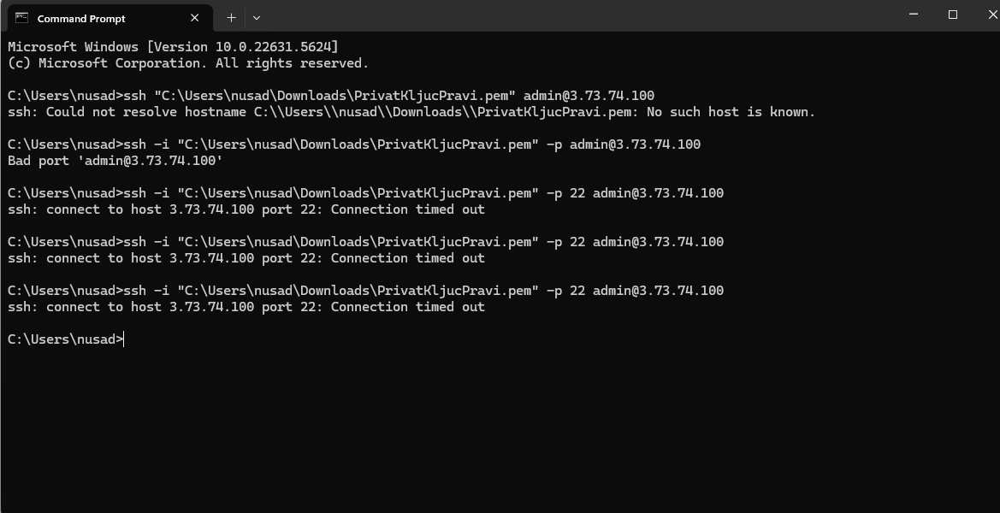 Command Prompt
Microsoft Windows [Version 10.0.22631.5624]
(c) Microsoft Corporation. All rights reserved.
C:\Users\nusad>ssh "C:\Users\nusad\Downloads\PrivatKljucPravi.pem" admin@3.73.74.100
ssh: Could not resolve hostname C:\\Users\\nusad\\Downloads\\PrivatKljucPravi.pem: No such host is known.
C:\Users\nusad>ssh -i "C:\Users\nusad\Downloads\PrivatKljucPravi.pem" -p admin@3.73.74.100
Bad port 'admin@3.73.74.100'
C:\Users\nusad>ssh -i "C:\Users\nusad\Downloads\PrivatKljucPravi.pem" -p 22 admin@3.73.74.100
ssh: connect to host 3.73.74.100 port 22: Connection timed out
C:\Users\nusad>ssh -i "C:\Users\nusad\Downloads\PrivatKljucPravi.pem" -p 22 admin@3.73.74.100
ssh: connect to host 3.73.74.100 port 22: Connection timed out
C:\Users\nusad>ssh -i "C:\Users\nusad\Downloads\PrivatKljucPravi.pem" -p 22 admin@3.73.74.100
ssh: connect to host 3.73.74.100 port 22: Connection timed out
C:\Users\nusad>